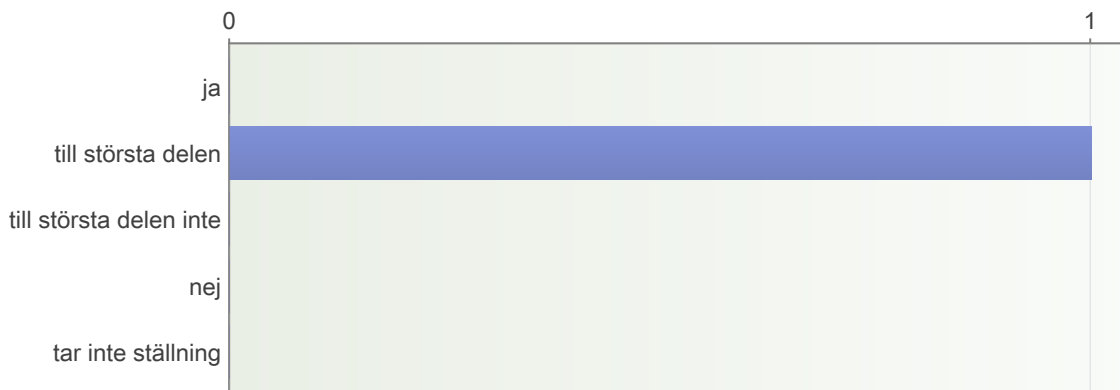 0 1
ja
till största delen
till största delen inte
nej
tar inte ställning